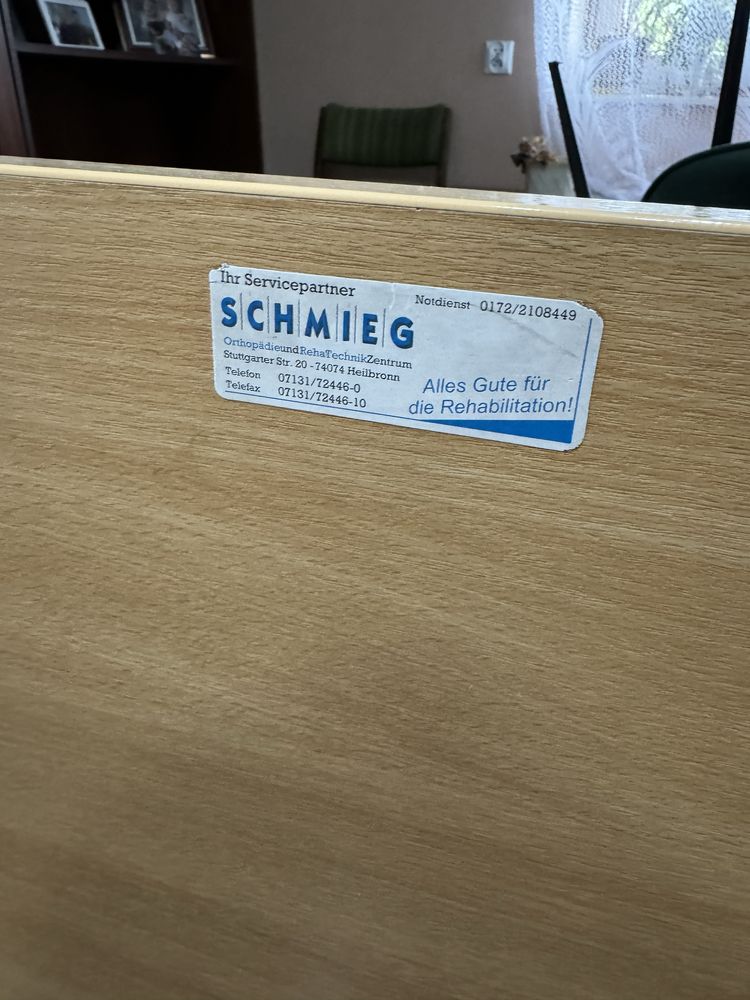 Ihr Servicepartner
Notdienst 0172/2108449
SCHMIEG
OrthopädieundRehaTechnikZentrum
Stuttgarter Str. 20 - 74074 Heilbronn
Telefon 07131/72446-0
Telefax 07131/72446-10
Alles Gute für
die Rehabilitation!